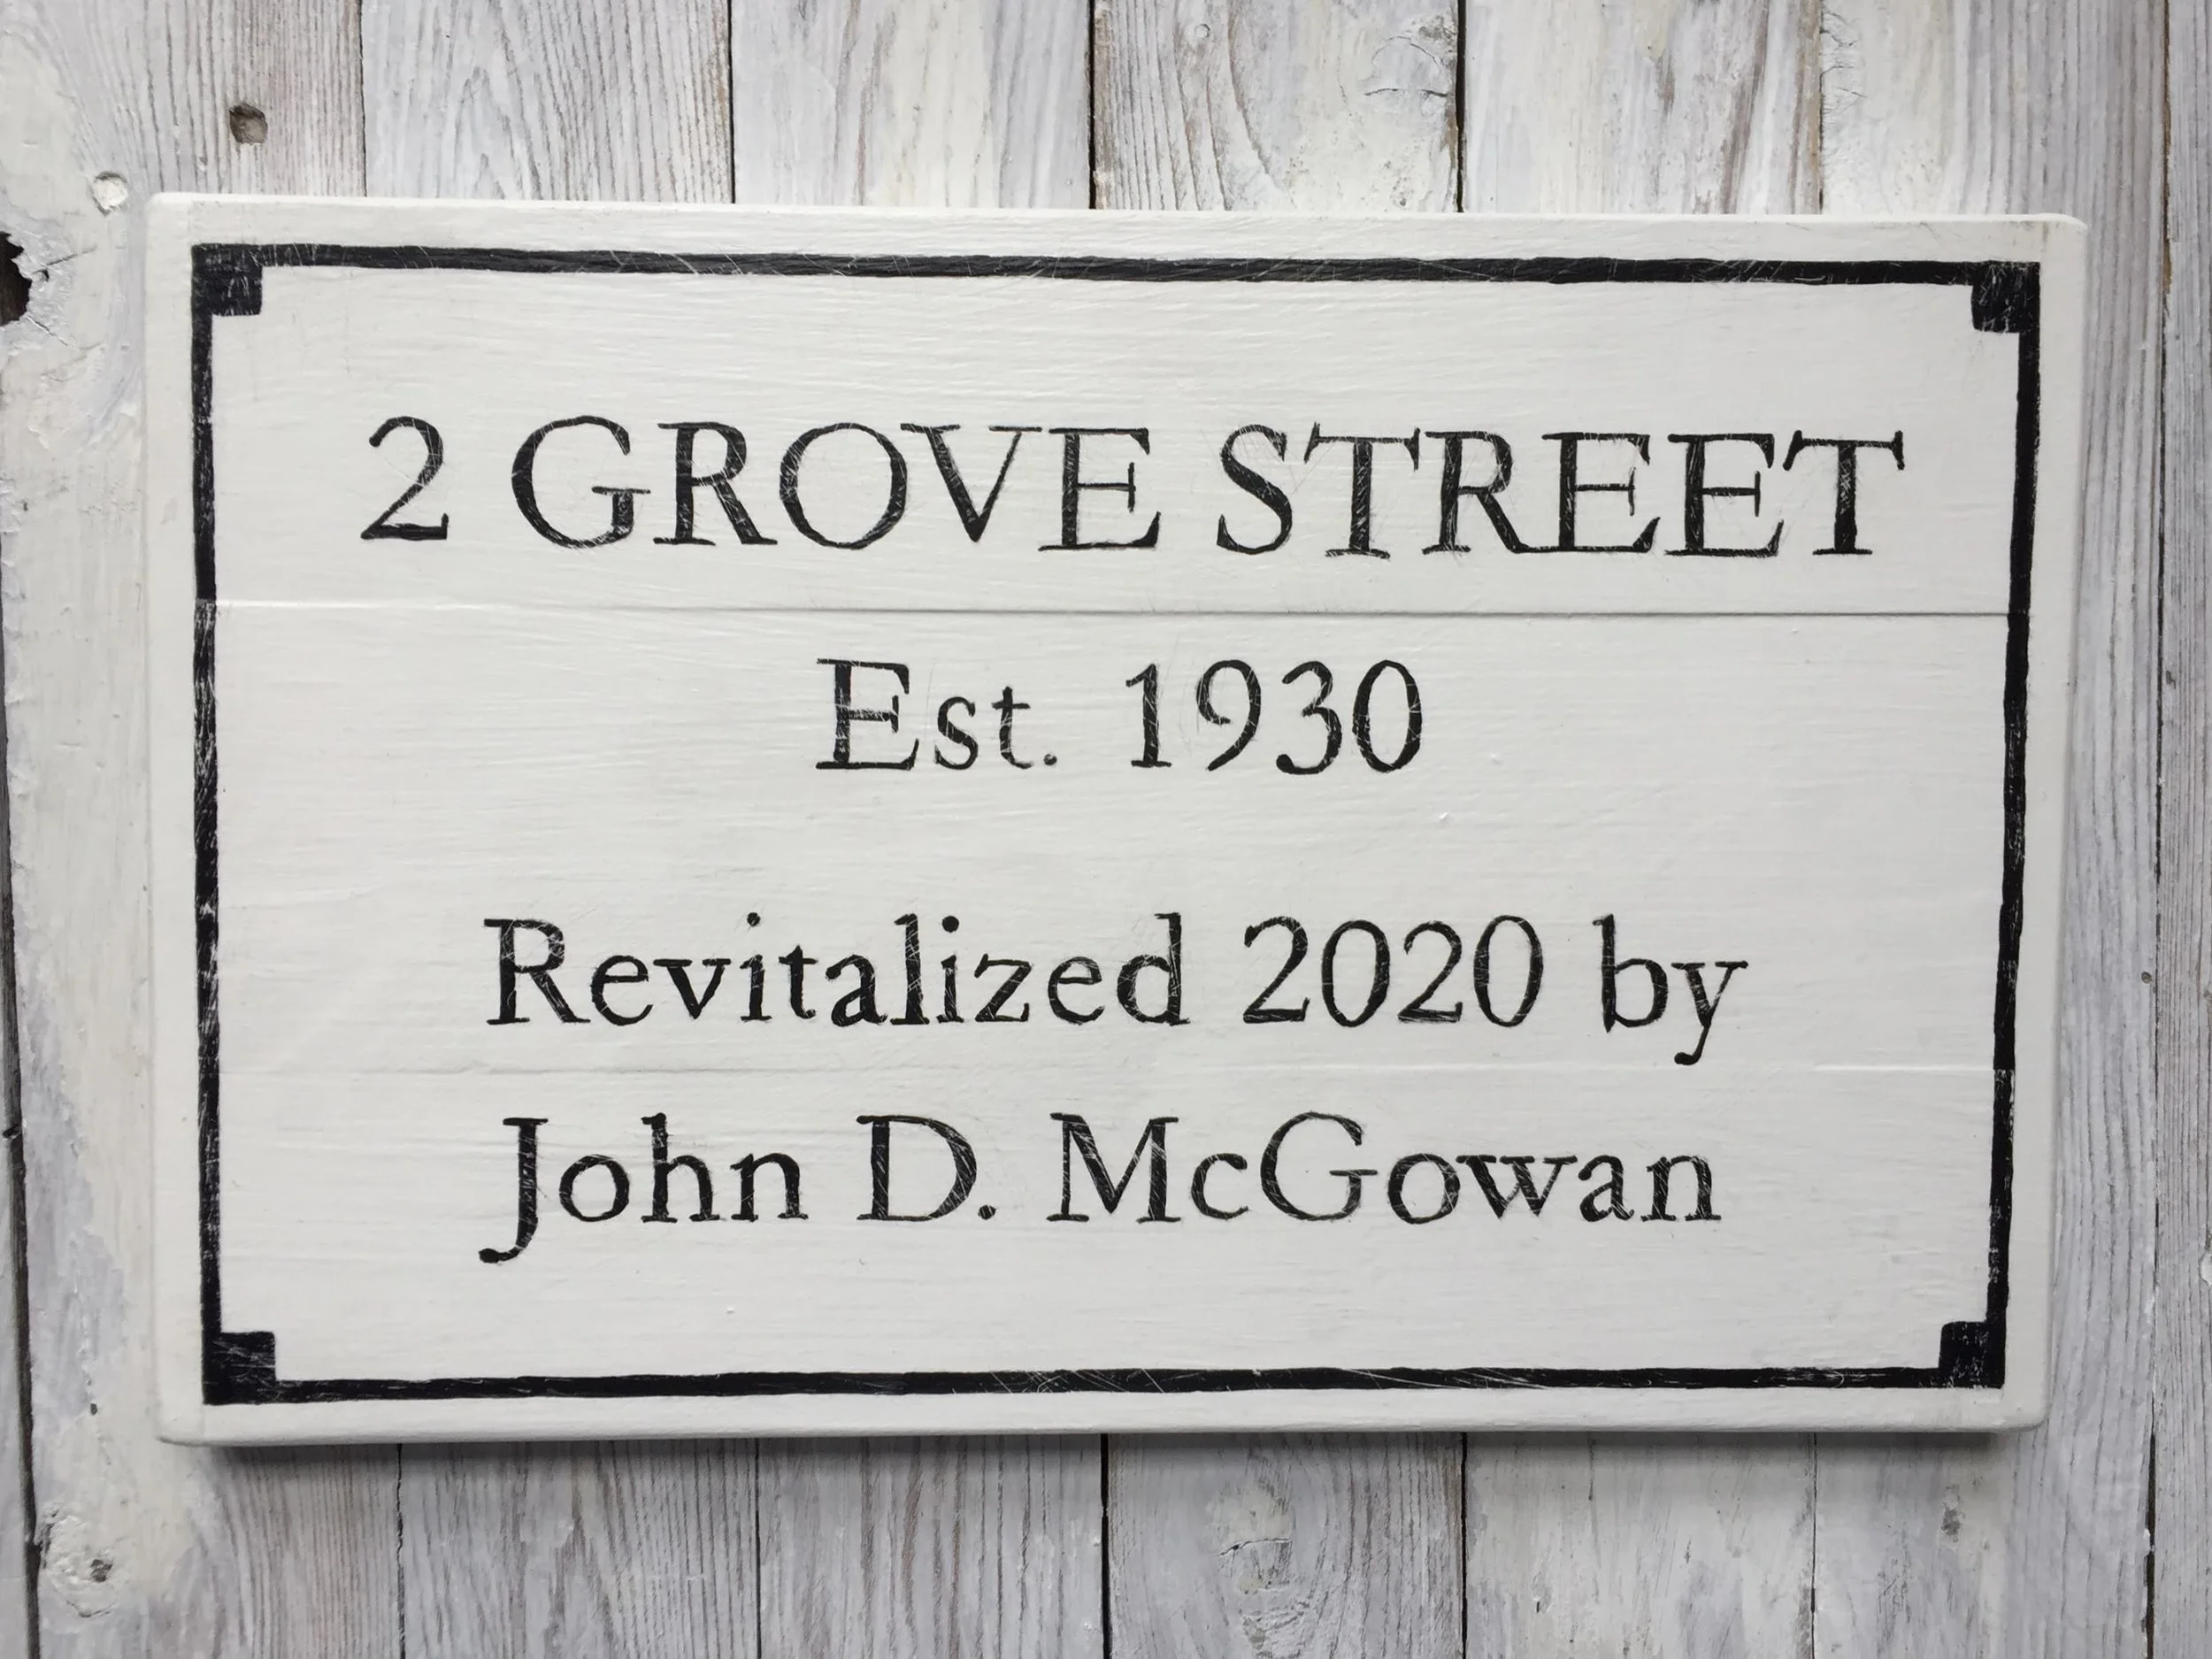 2 GROVE STREET
Est. 1930
Revitalized 2020 by
John D. McGowan